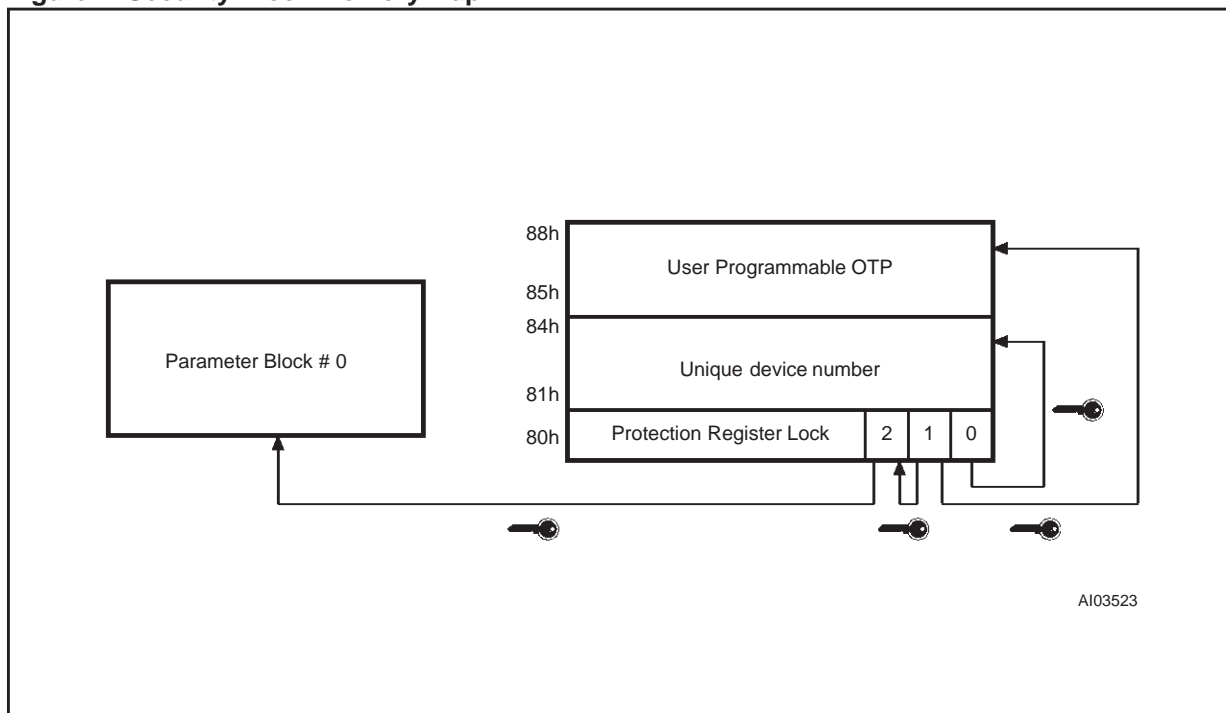 88h
User Programmable OTP
85h
84h
Parameter Block # 0
Unique device number
81h
80h
Protection Register Lock
2
1
0
AI03523